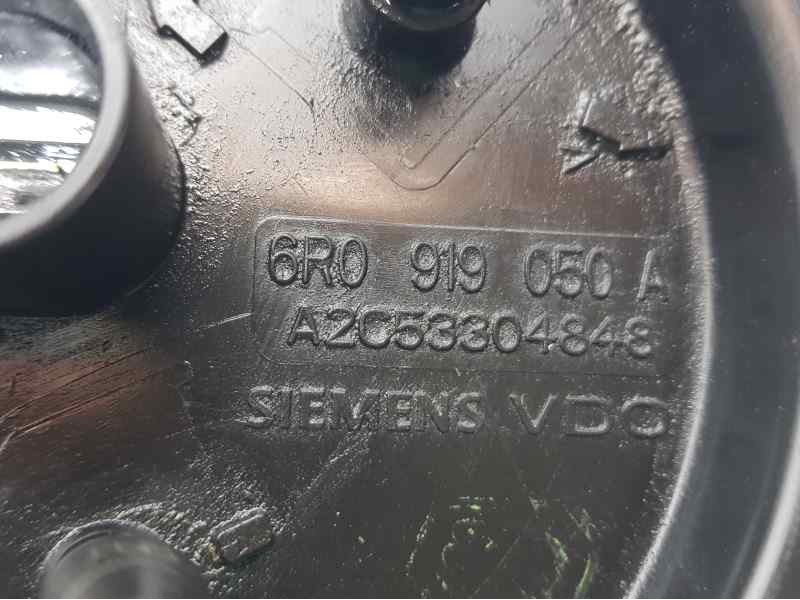 6R0 919 050 A
A2C53304848
SIEMENS VDO